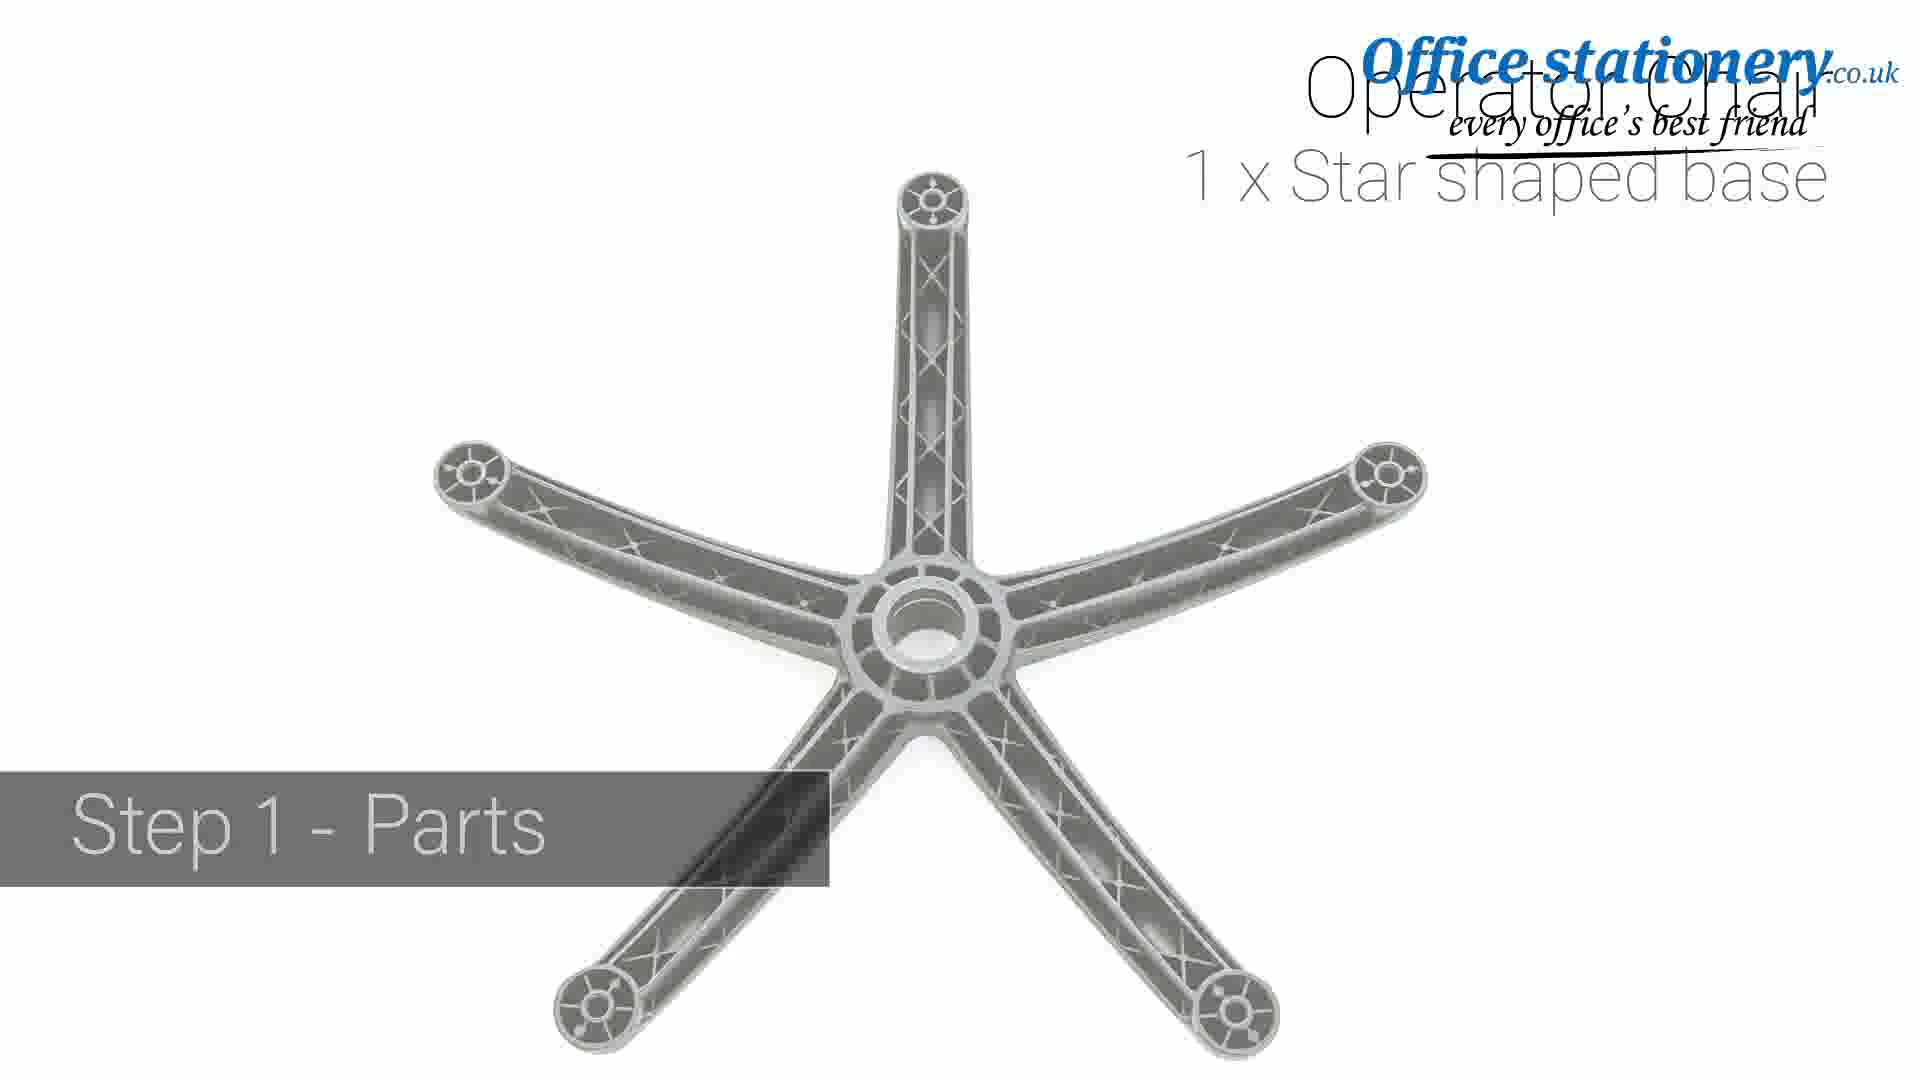 Office stationery.co.uk
Operator Chair
every office's best friend
1 x Star shaped base
Step 1 - Parts